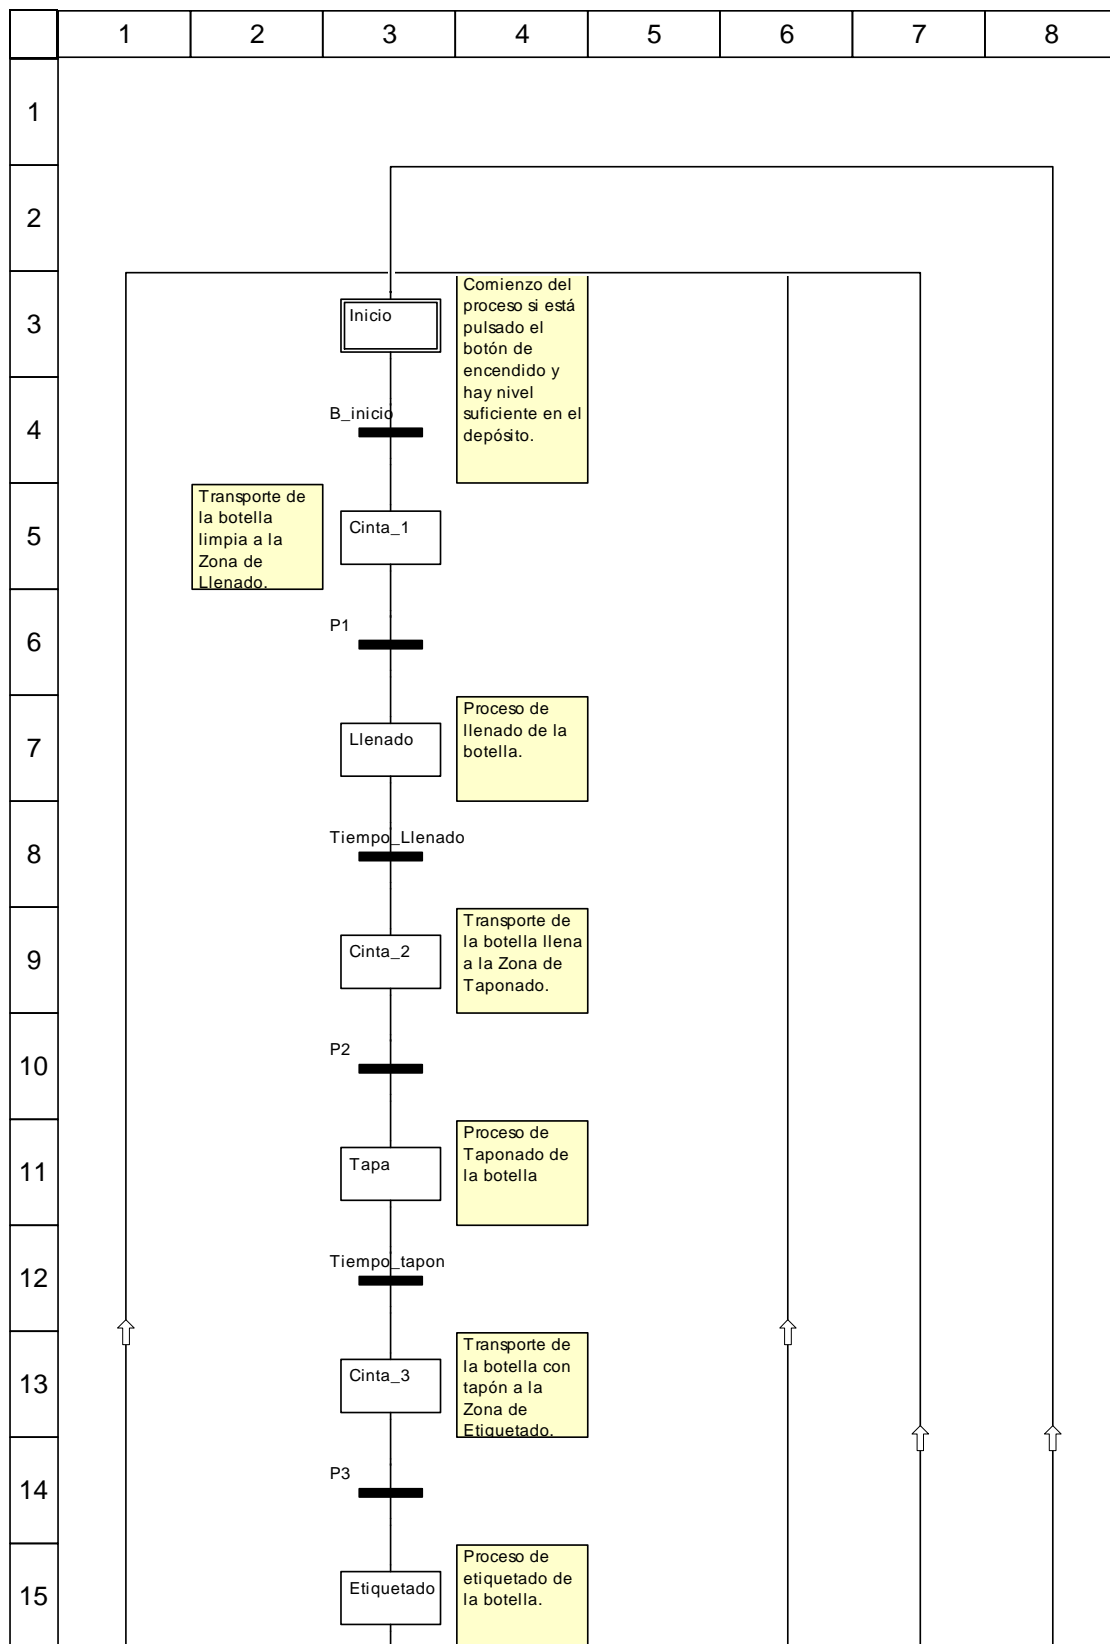 1 2 3 4 5 6 7 8
1
2
3
Inicio
Comienzo del
proceso si está
pulsado el
botón de
encendido y
hay nivel
suficiente en el
depósito.
4
B_inicio
5
Transporte de
la botella
limpia a la
Zona de
Llenado.
Cinta_1
6
P1
7
Llenado
Proceso de
llenado de la
botella.
8
Tiempo_Llenado
9
Cinta_2
Transporte de
la botella llena
a la Zona de
Taponado.
10
P2
11
Tapa
Proceso de
Taponado de
la botella
12
Tiempo_tapon
13
Cinta_3
Transporte de
la botella con
tapón a la
Zona de
Etiquetado.
14
P3
15
Etiquetado
Proceso de
etiquetado de
la botella.